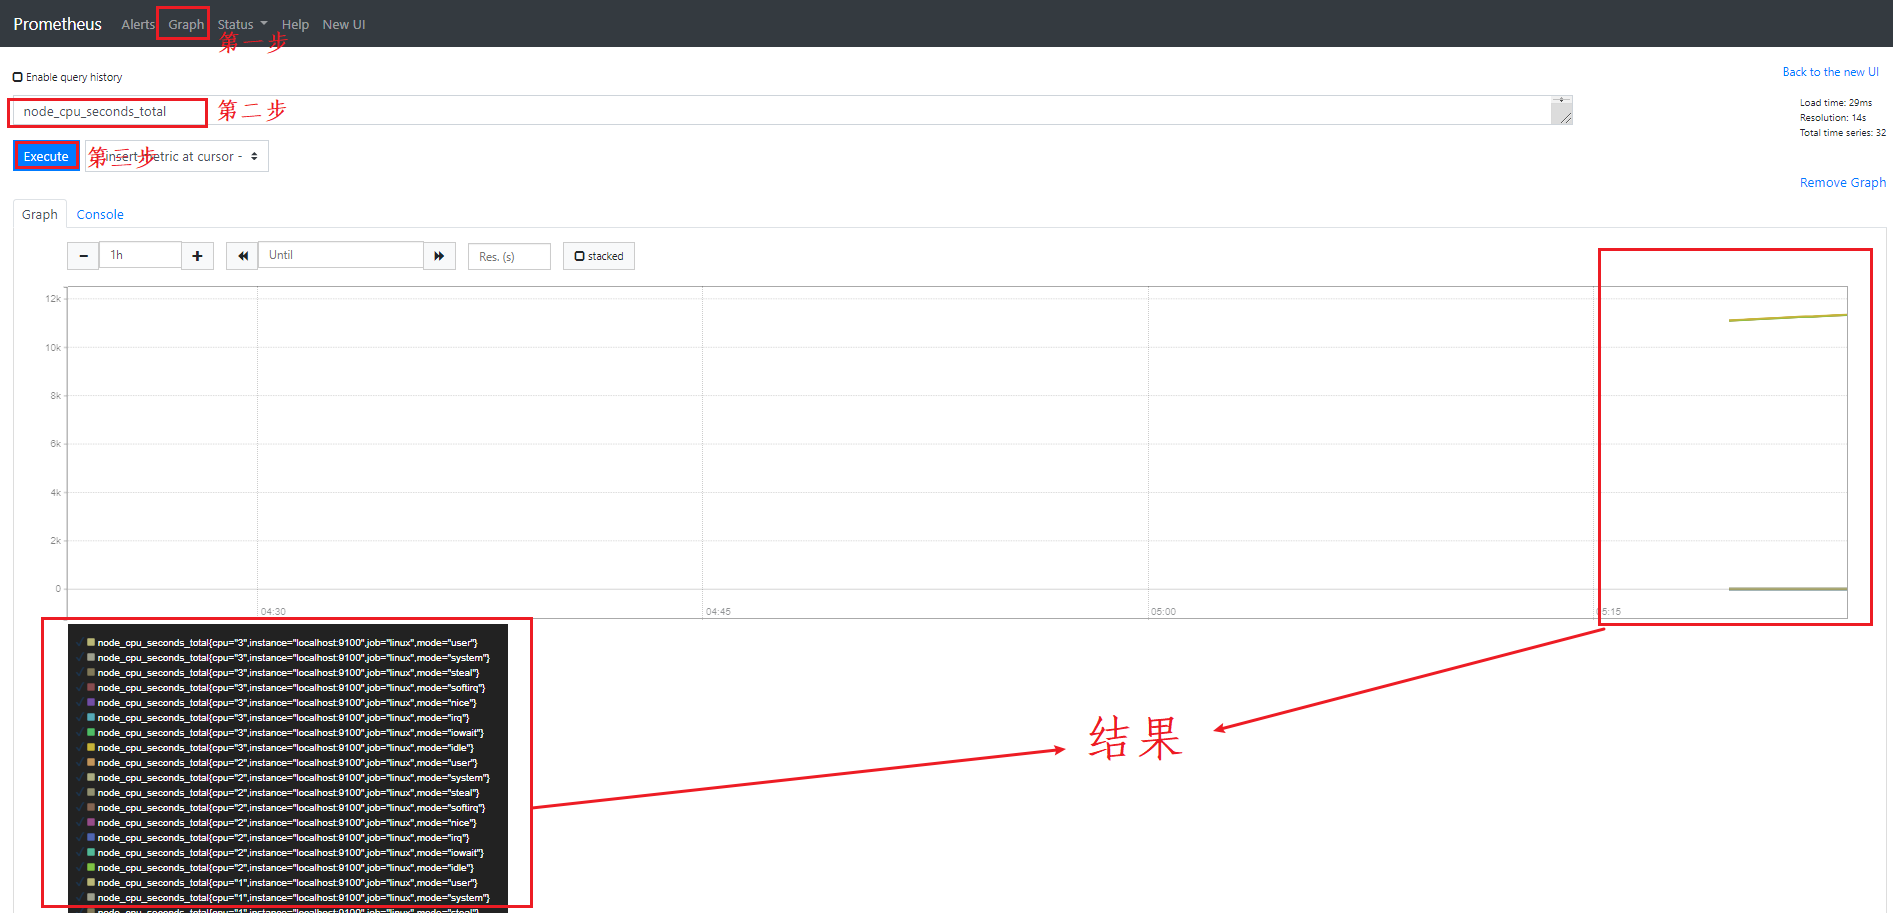 Prometheus Alerts Graph Status Help New UI
第一步
Enable query history
Back to the new UI
node_cpu_seconds_total
第二步
Load time: 29ms
Resolution: 14s
Total time series: 32
Execute
第三步
insert metric at cursor -
Remove Graph
Graph Console
1h Until Res. (s) stacked
12k
10k
8k
6k
4k
2k
0
04:30 04:45 05:00 05:15
node_cpu_seconds_total{cpu="3",instance="localhost:9100",job="linux",mode="user"}
node_cpu_seconds_total{cpu="3",instance="localhost:9100",job="linux",mode="system"}
node_cpu_seconds_total{cpu="3",instance="localhost:9100",job="linux",mode="steal"}
node_cpu_seconds_total{cpu="3",instance="localhost:9100",job="linux",mode="softirq"}
node_cpu_seconds_total{cpu="3",instance="localhost:9100",job="linux",mode="nice"}
node_cpu_seconds_total{cpu="3",instance="localhost:9100",job="linux",mode="irq"}
node_cpu_seconds_total{cpu="3",instance="localhost:9100",job="linux",mode="iowait"}
node_cpu_seconds_total{cpu="3",instance="localhost:9100",job="linux",mode="idle"}
node_cpu_seconds_total{cpu="2",instance="localhost:9100",job="linux",mode="user"}
node_cpu_seconds_total{cpu="2",instance="localhost:9100",job="linux",mode="system"}
node_cpu_seconds_total{cpu="2",instance="localhost:9100",job="linux",mode="steal"}
node_cpu_seconds_total{cpu="2",instance="localhost:9100",job="linux",mode="softirq"}
node_cpu_seconds_total{cpu="2",instance="localhost:9100",job="linux",mode="nice"}
node_cpu_seconds_total{cpu="2",instance="localhost:9100",job="linux",mode="irq"}
node_cpu_seconds_total{cpu="2",instance="localhost:9100",job="linux",mode="iowait"}
node_cpu_seconds_total{cpu="2",instance="localhost:9100",job="linux",mode="idle"}
node_cpu_seconds_total{cpu="1",instance="localhost:9100",job="linux",mode="user"}
node_cpu_seconds_total{cpu="1",instance="localhost:9100",job="linux",mode="system"}
node_cpu_seconds_total{cpu="1",instance="localhost:9100",job="linux",mode="steal"}
结果